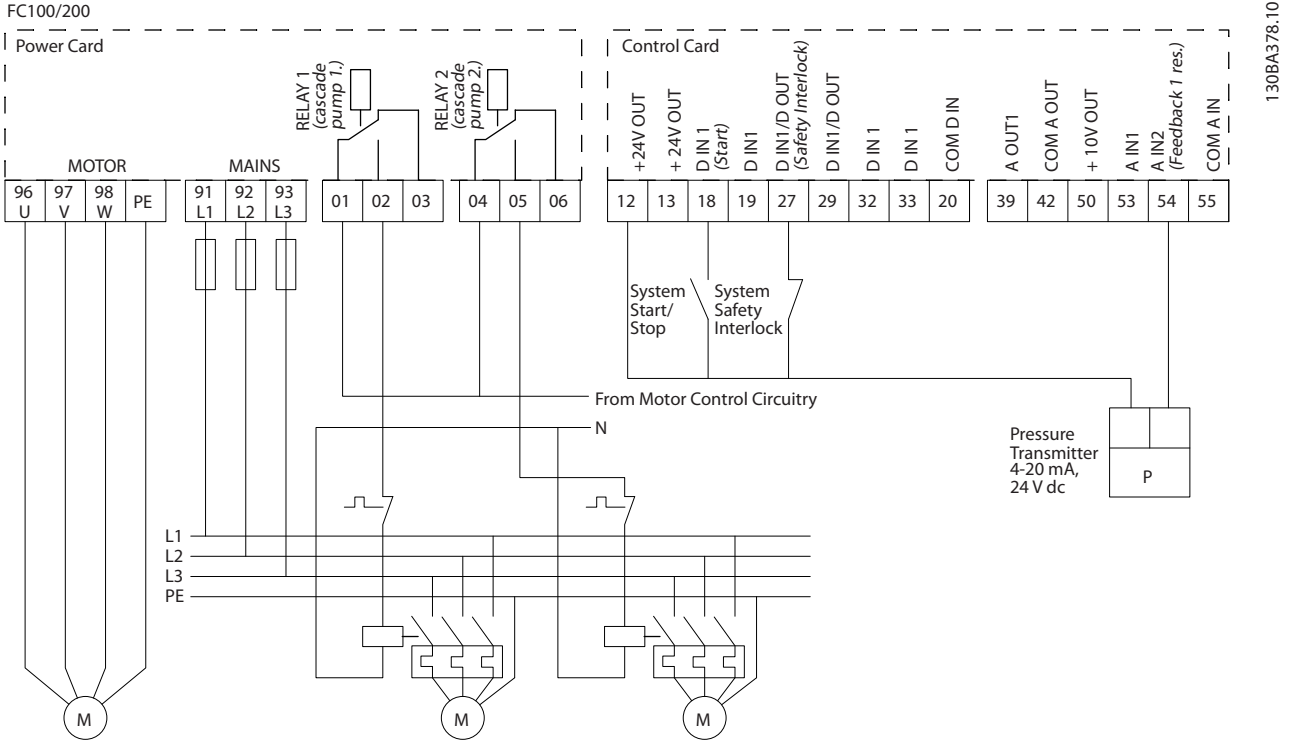 FC100/200
130BA378.10
Power Card
RELAY 1
(cascade
pump 1.)
RELAY 2
(cascade
pump 2.)
Control Card
+24V OUT
+ 24V OUT
D IN 1
(Start)
D IN1
D IN1/D OUT
(Safety Interlock)
D IN1/D OUT
D IN 1
D IN 1
COM D IN
A OUT1
COM A OUT
+ 10V OUT
A IN1
A IN2
(Feedback 1 res.)
COM A IN
MOTOR
MAINS
96
U
97
V
98
W
PE
91
L1
92
L2
93
L3
01
02
03
04
05
06
12
13
18
19
27
29
32
33
20
39
42
50
53
54
55
System
Start/
Stop
System
Safety
Interlock
From Motor Control Circuitry
N
Pressure
Transmitter
4-20 mA,
24 V dc
P
L1
L2
L3
PE
M
M
M